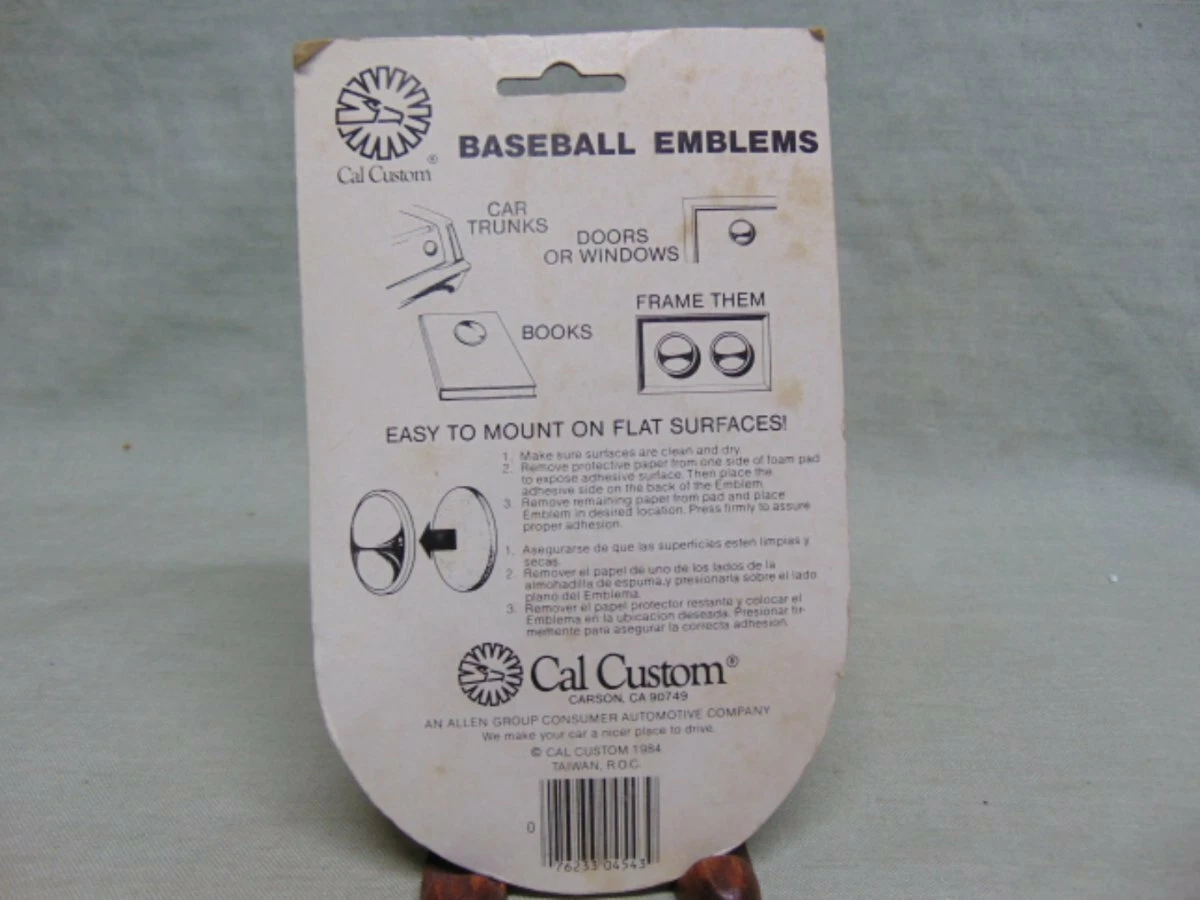 Cal Custom®
BASEBALL EMBLEMS
CAR
TRUNKS
DOORS
OR WINDOWS
BOOKS
FRAME THEM
EASY TO MOUNT ON FLAT SURFACES!
1. Make sure surfaces are clean and dry.
2. Remove protective paper from one side of foam pad
to expose adhesive surface. Then place the
adhesive side on the back of the Emblem.
3. Remove remaining paper from pad and place
Emblem in desired location. Press firmly to assure
proper adhesion.
1. Asegurarse de que las superficies esten limpias y
secas.
2. Remover el papel de uno de los lados de la
almohadilla de espuma,y presionarla sobre el lado
plano del Emblema.
3. Remover el papel protector restante y colocar el
Emblema en la ubicacion deseada. Presionar fir-
memente para asegurar la correcta adhesion.
Cal Custom®
CARSON, CA 90749
AN ALLEN GROUP CONSUMER AUTOMOTIVE COMPANY
We make your car a nicer place to drive.
© CAL CUSTOM 1984
TAIWAN, R.O.C.
0 76233 04543